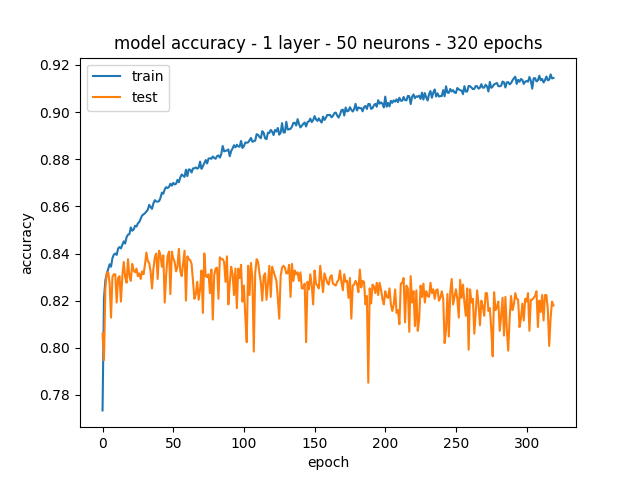 model accuracy - 1 layer - 50 neurons - 320 epochs
train
test
accuracy
0.92
0.90
0.88
0.86
0.84
0.82
0.80
0.78
0 50 100 150 200 250 300
epoch